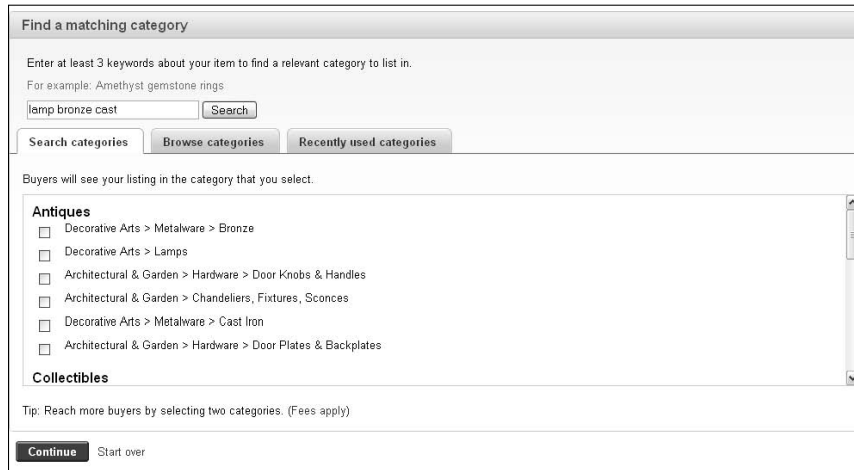 Find a matching category
Enter at least 3 keywords about your item to find a relevant category to list in.
For example: Amethyst gemstone rings
lamp bronze cast Search
Search categories Browse categories Recently used categories
Buyers will see your listing in the category that you select.
Antiques
Decorative Arts > Metalware > Bronze
Decorative Arts > Lamps
Architectural & Garden > Hardware > Door Knobs & Handles
Architectural & Garden > Chandeliers, Fixtures, Sconces
Decorative Arts > Metalware > Cast Iron
Architectural & Garden > Hardware > Door Plates & Backplates
Collectibles
Tip: Reach more buyers by selecting two categories. (Fees apply)
Continue Start over